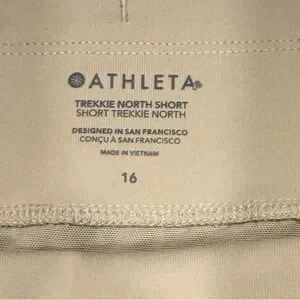 ATHLETA
TREKKIE NORTH SHORT
SHORT TREKKIE NORTH
DESIGNED IN SAN FRANCISCO
CONÇU À SAN FRANCISCO
MADE IN VIETNAM
16